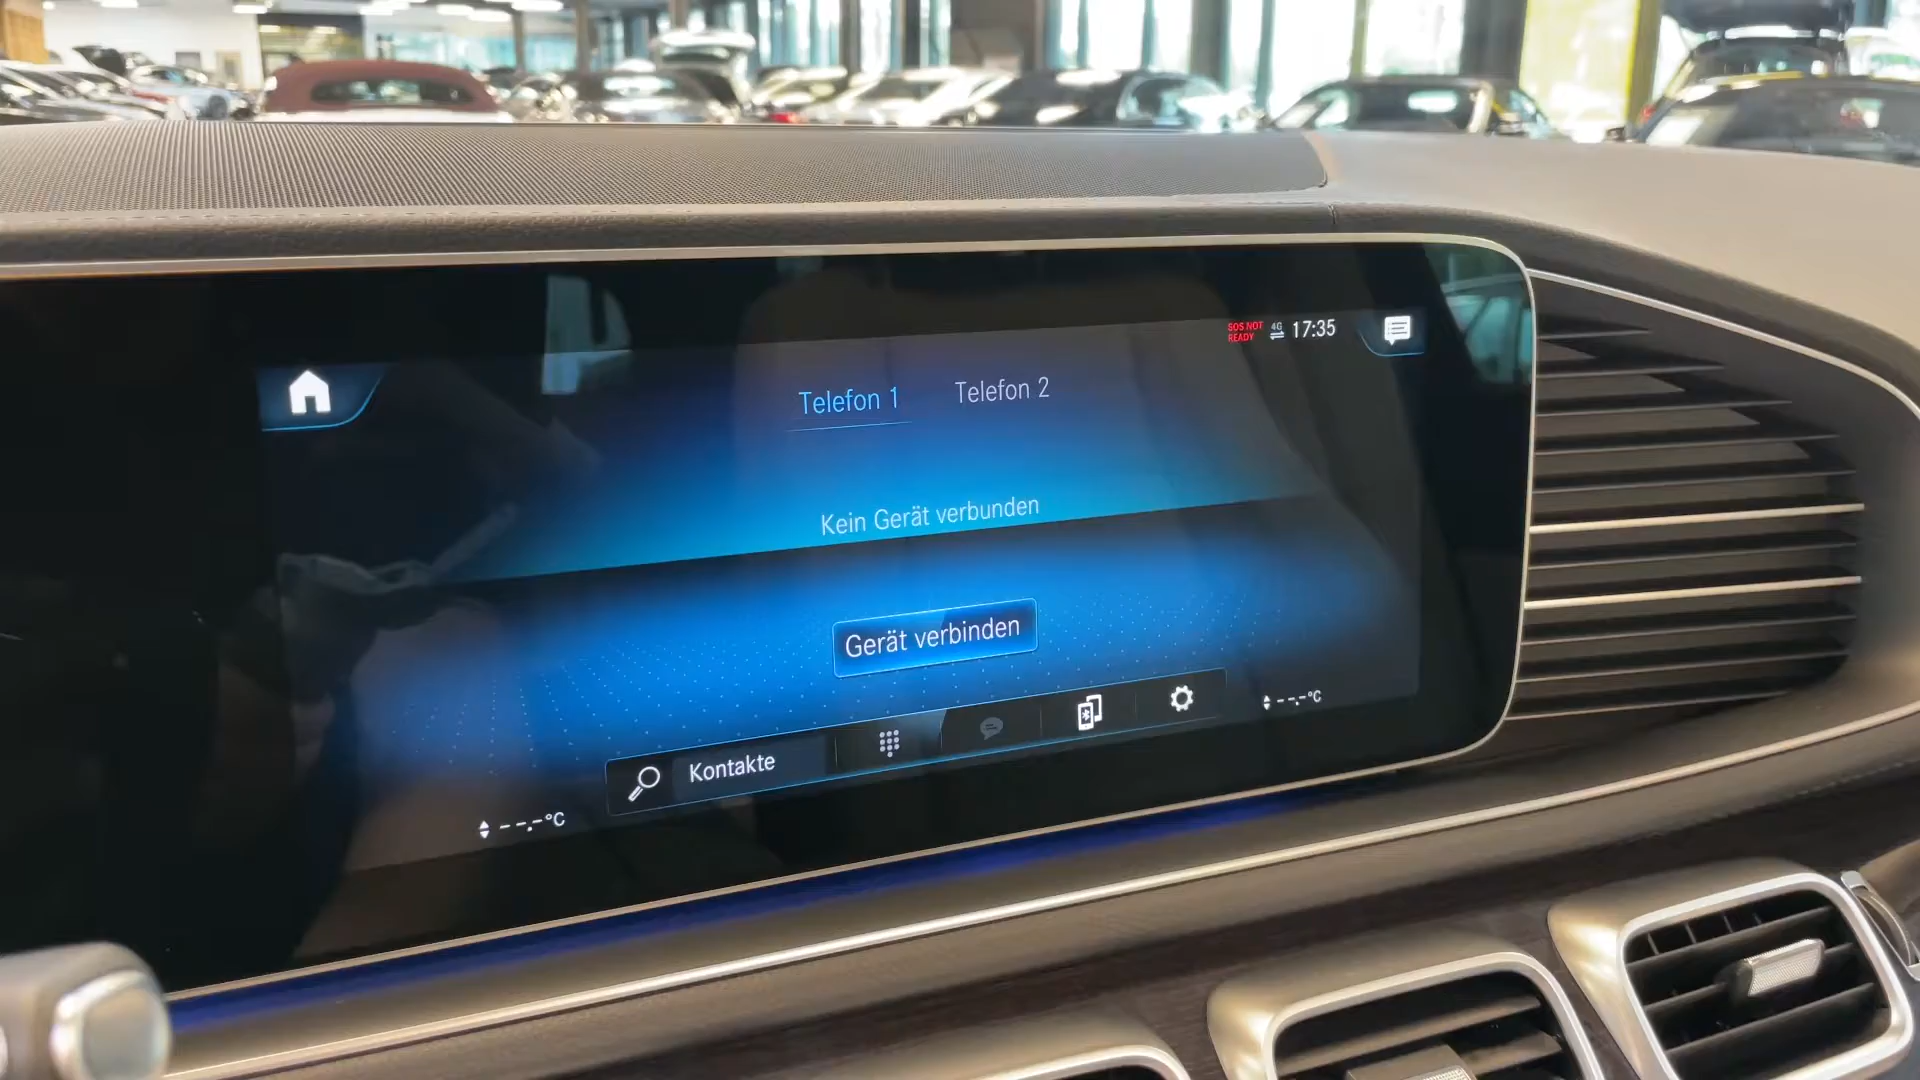 SOS NOT
READY
4G
17:35
Telefon 1
Telefon 2
Kein Gerät verbunden
Gerät verbinden
Kontakte
--.-°C
--.-°C